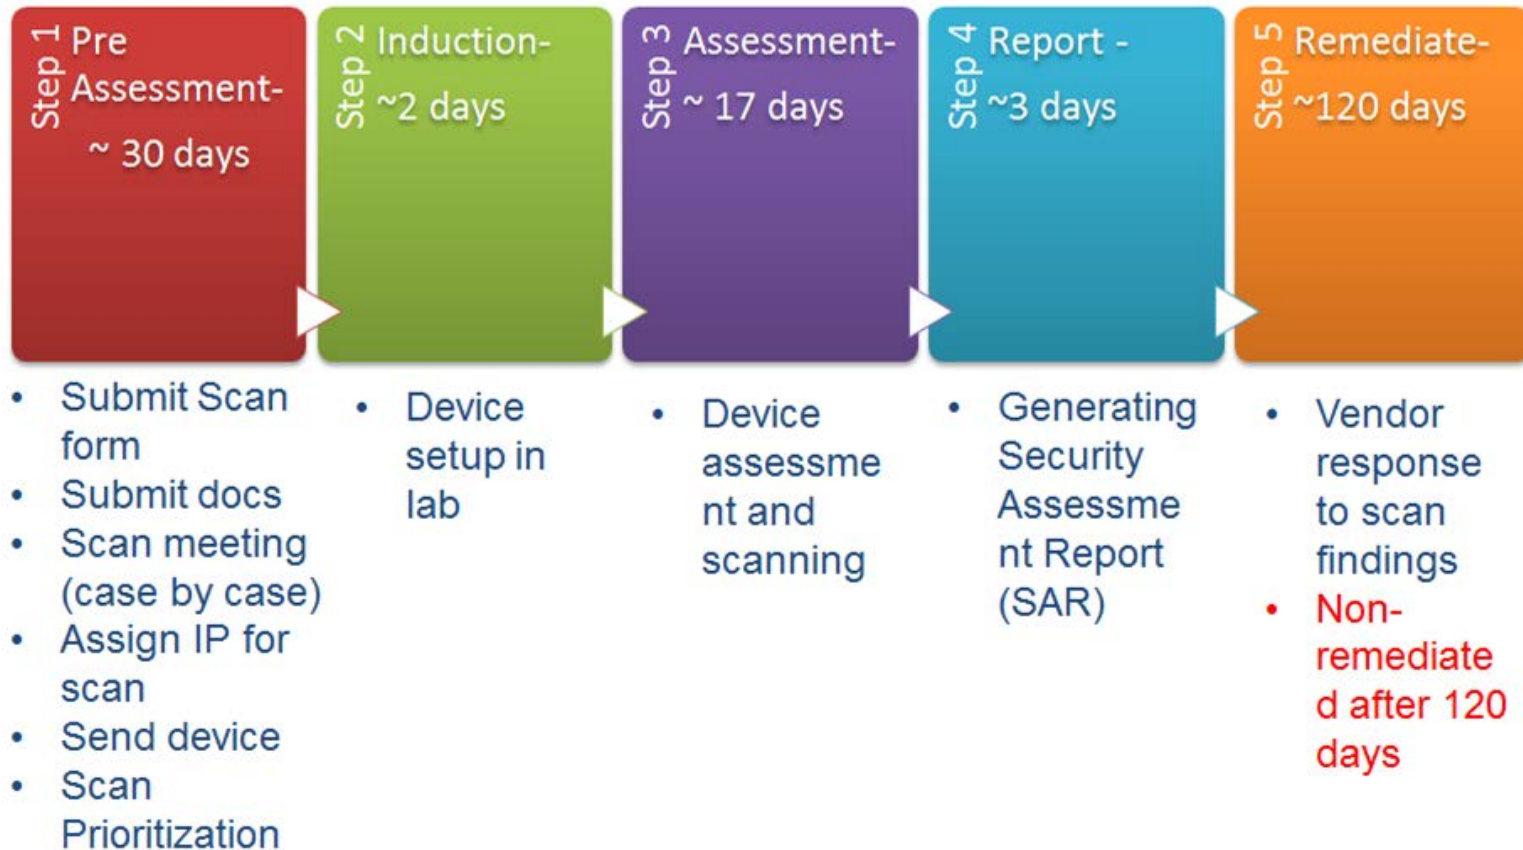 Step 1
Pre
Assessment-
~ 30 days
Step 2
Induction-
~2 days
Step 3
Assessment-
~ 17 days
Step 4
Report -
~3 days
Step 5
Remediate-
~120 days
• Submit Scan
form
• Submit docs
• Scan meeting
(case by case)
• Assign IP for
scan
• Send device
• Scan
Prioritization
• Device
setup in
lab
• Device
assessme
nt and
scanning
• Generating
Security
Assessme
nt Report
(SAR)
• Vendor
response
to scan
findings
• Non-
remediate
d after 120
days